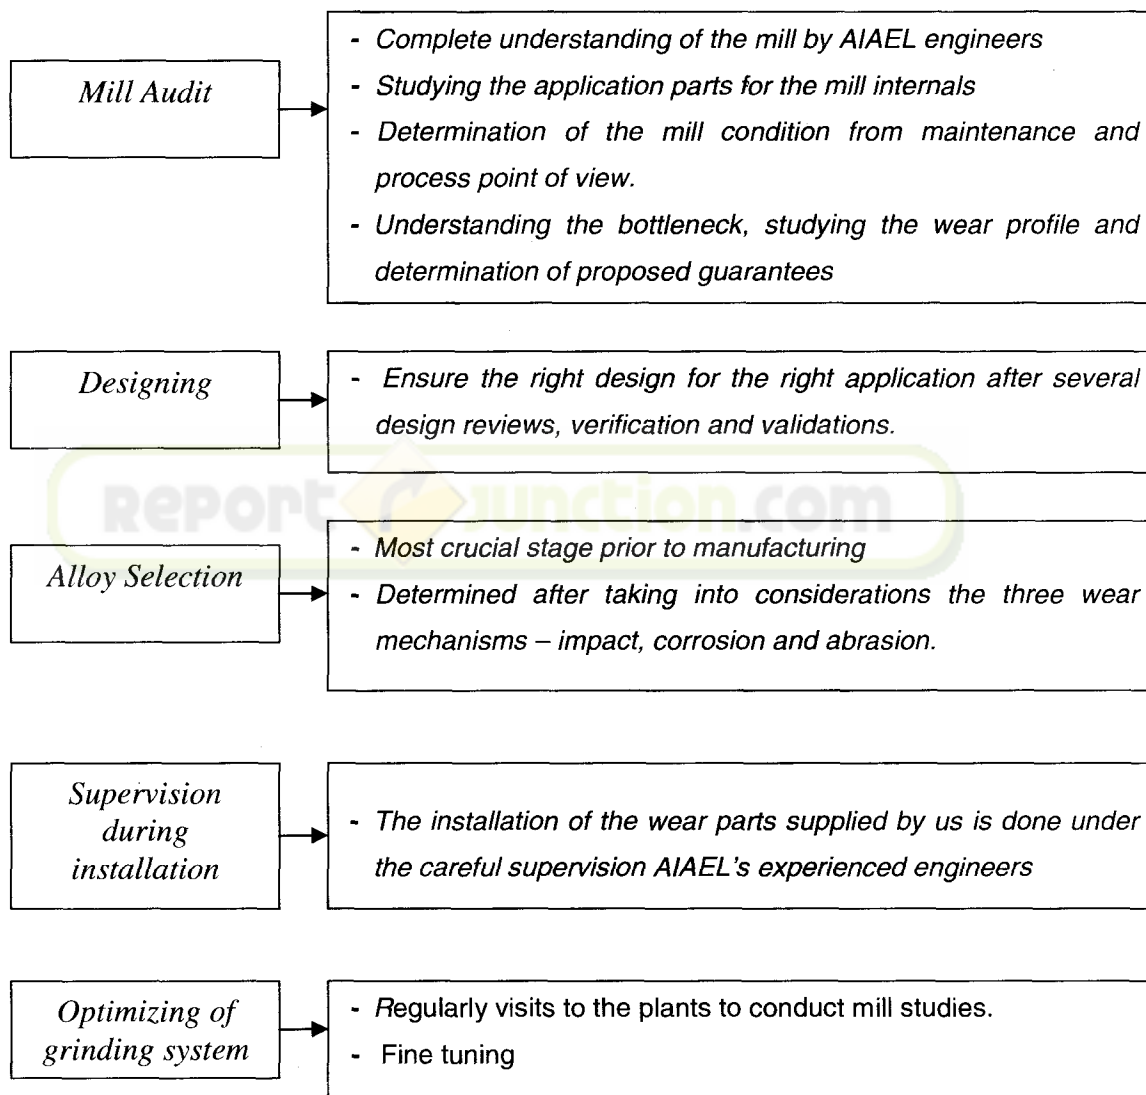 Mill Audit
- Complete understanding of the mill by AIAEL engineers
- Studying the application parts for the mill internals
- Determination of the mill condition from maintenance and
process point of view.
- Understanding the bottleneck, studying the wear profile and
determination of proposed guarantees
Designing
- Ensure the right design for the right application after several
design reviews, verification and validations.
Report Junction.com
Alloy Selection
- Most crucial stage prior to manufacturing
- Determined after taking into considerations the three wear
mechanisms – impact, corrosion and abrasion.
Supervision
during
installation
- The installation of the wear parts supplied by us is done under
the careful supervision AIAEL's experienced engineers
Optimizing of
grinding system
- Regularly visits to the plants to conduct mill studies.
- Fine tuning